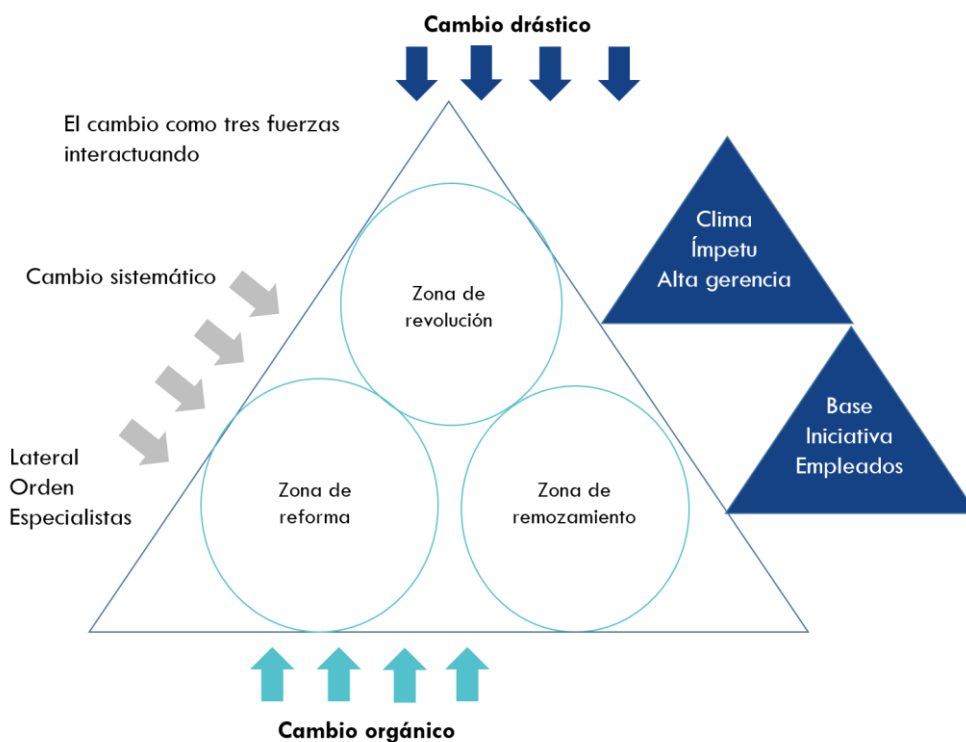 Cambio drástico
El cambio como tres fuerzas
interactuando
Clima
Ímpetu
Alta gerencia
Cambio sistemático
Zona de
revolución
Base
Iniciativa
Empleados
Lateral
Orden
Especialistas
Zona de
reforma
Zona de
remozamiento
Cambio orgánico